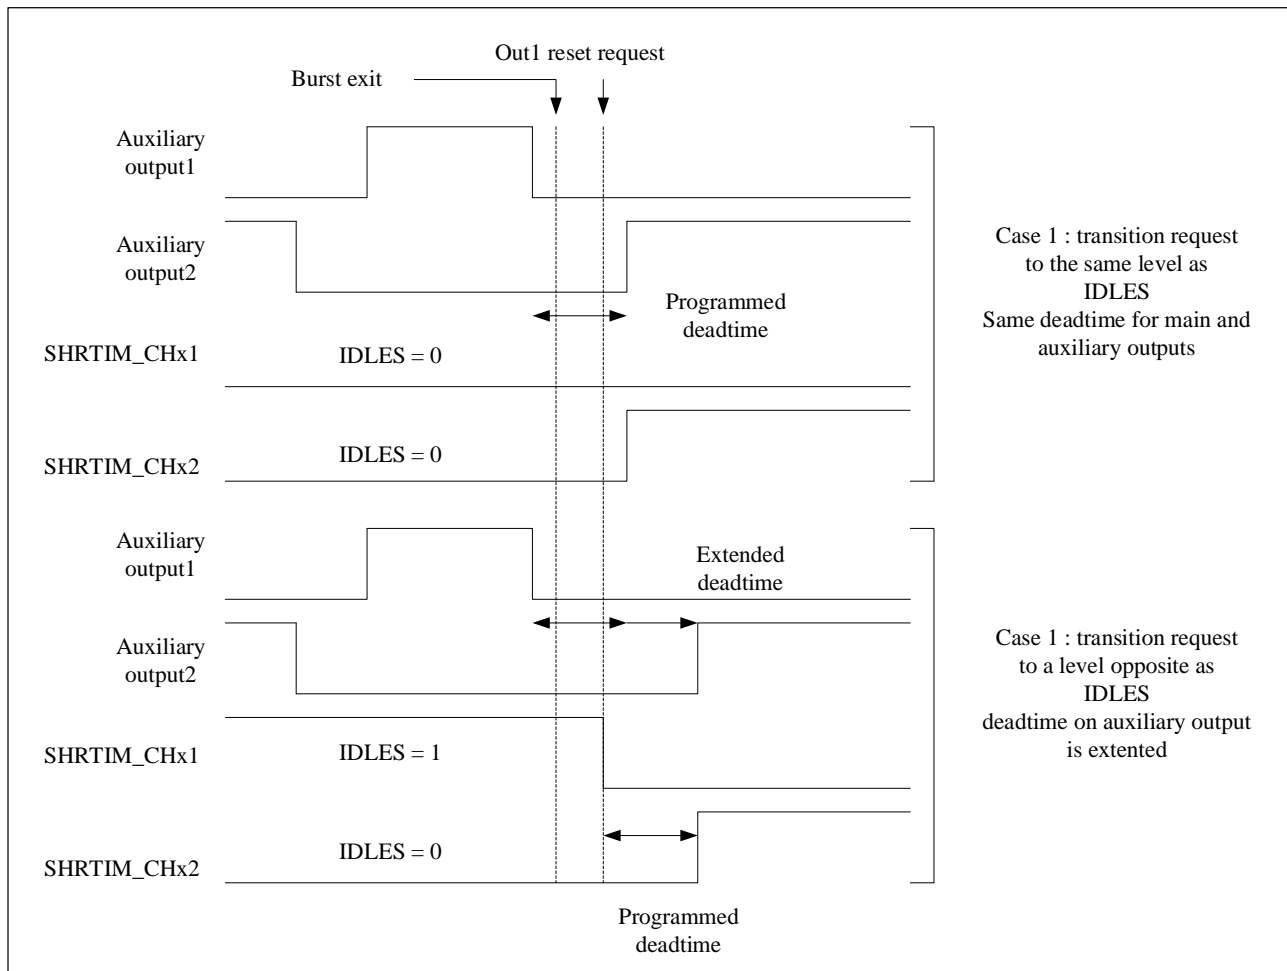 Out1 reset request
Burst exit
Auxiliary
output1
Auxiliary
output2
Programmed
deadtime
SHRTIM_CHx1
IDLES = 0
SHRTIM_CHx2
IDLES = 0
Case 1 : transition request
to the same level as
IDLES
Same deadtime for main and
auxiliary outputs
Auxiliary
output1
Extended
deadtime
Auxiliary
output2
SHRTIM_CHx1
IDLES = 1
SHRTIM_CHx2
IDLES = 0
Programmed
deadtime
Case 1 : transition request
to a level opposite as
IDLES
deadtime on auxiliary output
is extented